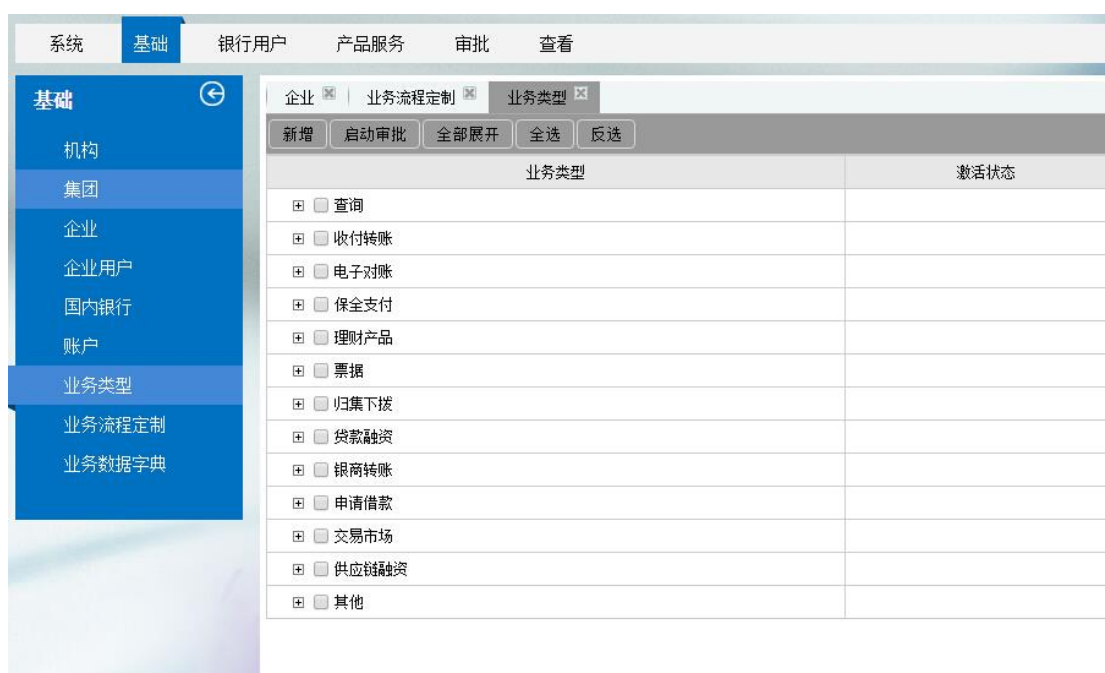 系统 基础 银行用户 产品服务 审批 查看
基础
机构
集团
企业
企业用户
国内银行
账户
业务类型
业务流程定制
业务数据字典
企业 业务流程定制 业务类型
新增 启动审批 全部展开 全选 反选
业务类型 激活状态
查询
收付转账
电子对账
保全支付
理财产品
票据
归集下拨
贷款融资
银商转账
申请借款
交易市场
供应链融资
其他